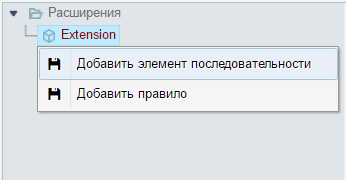 Расширения
Extension
Добавить элемент последовательности
Добавить правило